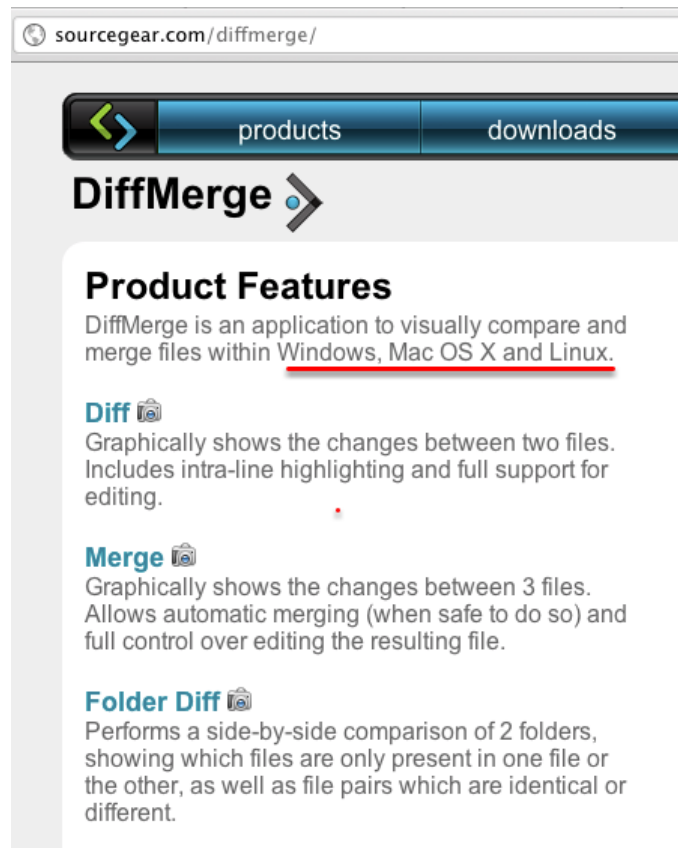 sourcegear.com/diffmerge/
products downloads
DiffMerge
Product Features
DiffMerge is an application to visually compare and
merge files within Windows, Mac OS X and Linux.
Diff
Graphically shows the changes between two files.
Includes intra-line highlighting and full support for
editing.
Merge
Graphically shows the changes between 3 files.
Allows automatic merging (when safe to do so) and
full control over editing the resulting file.
Folder Diff
Performs a side-by-side comparison of 2 folders,
showing which files are only present in one file or
the other, as well as file pairs which are identical or
different.